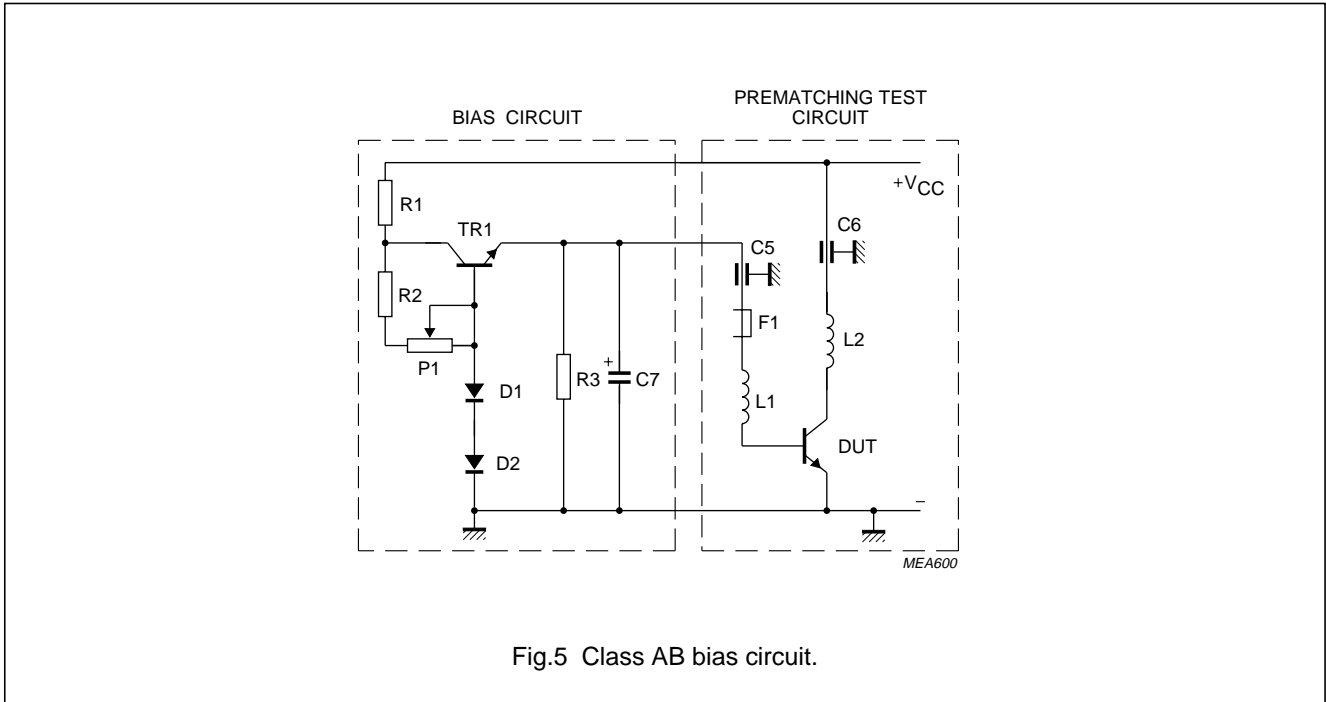 BIAS CIRCUIT
PREMATCHING TEST
CIRCUIT
+VCC
R1
TR1
C6
C5
R2
F1
L2
P1
+
R3
C7
D1
L1
DUT
D2
–
MEA600
Fig.5 Class AB bias circuit.